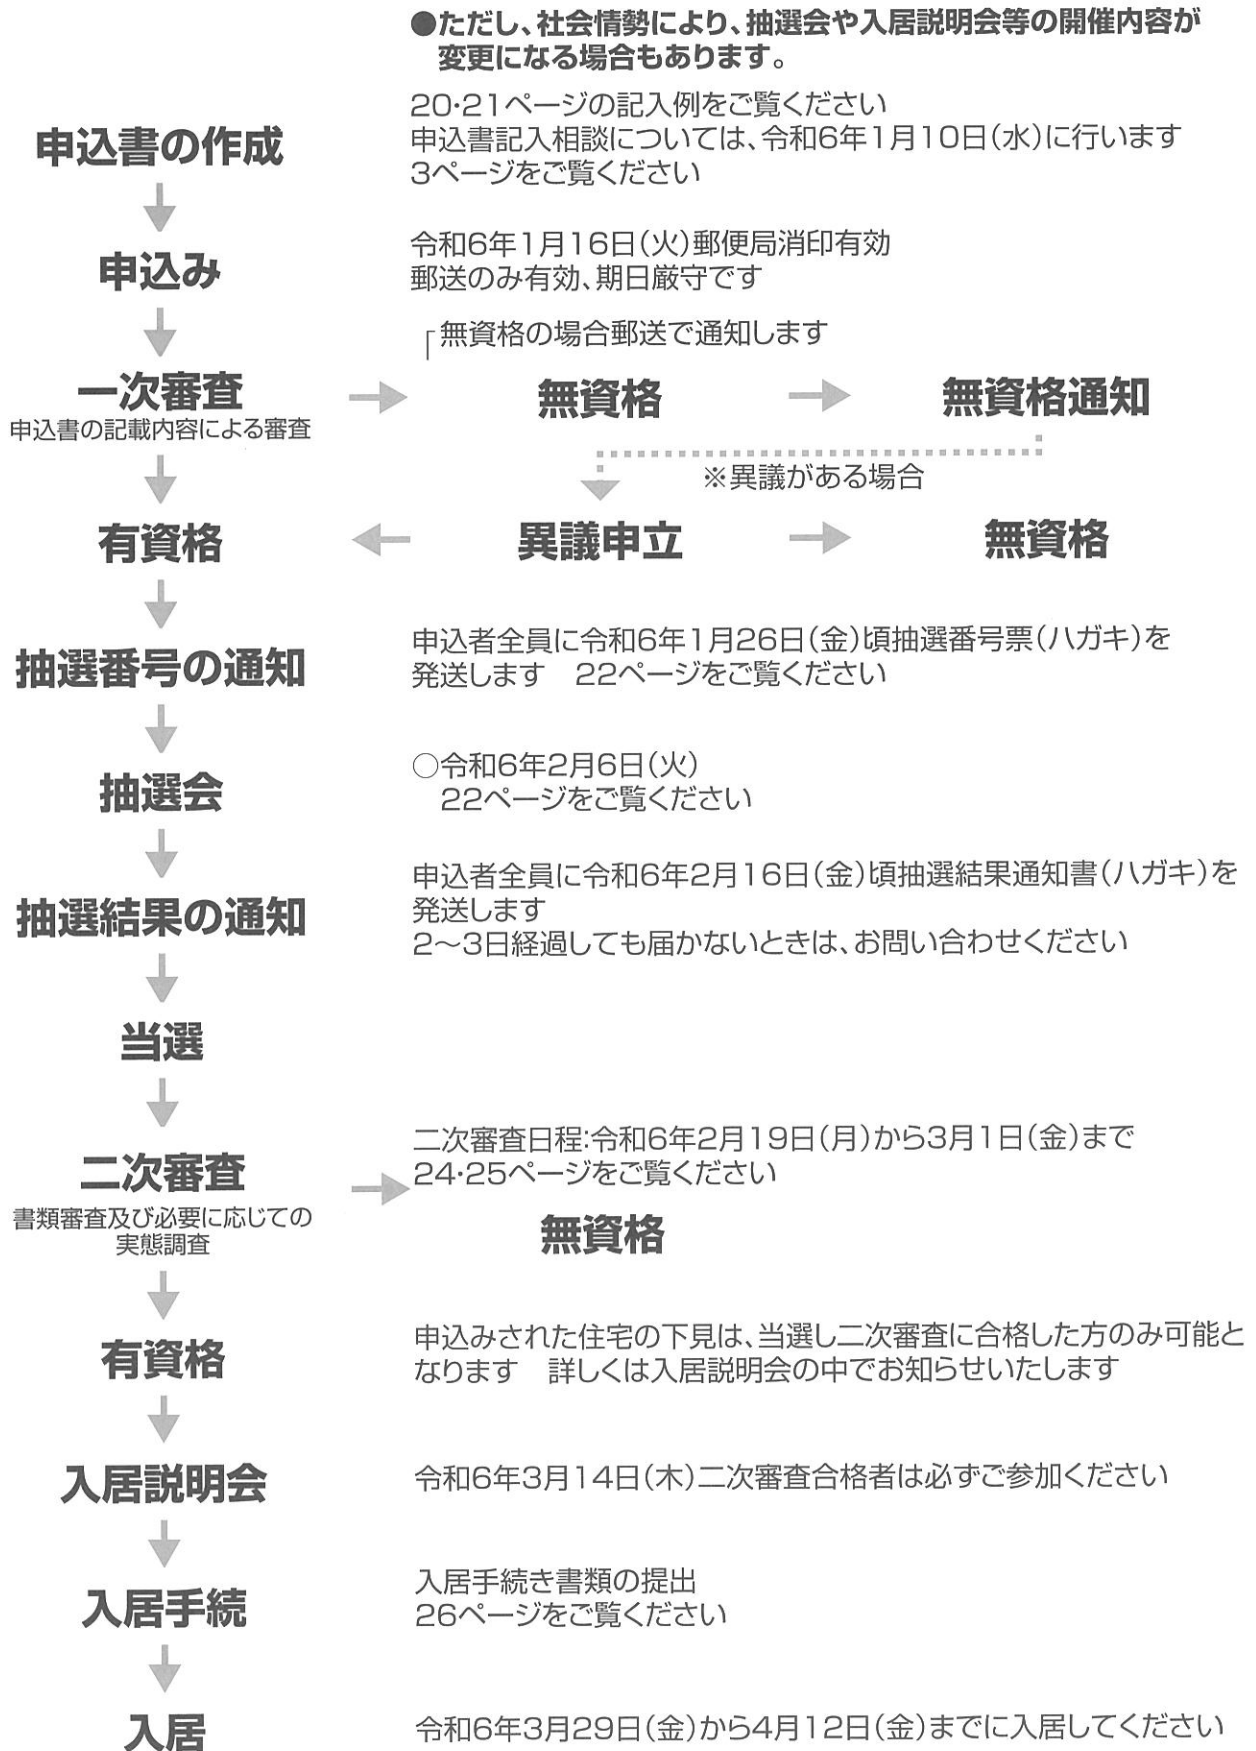 ●ただし、社会情勢により、抽選会や入居説明会等の開催内容が
変更になる場合もあります。
申込書の作成
20・21ページの記入例をご覧ください
申込書記入相談については、令和6年1月10日(水)に行います
3ページをご覧ください
申込み
令和6年1月16日(火)郵便局消印有効
郵送のみ有効、期日厳守です
無資格の場合郵送で通知します
一次審査
申込書の記載内容による審査
無資格
無資格通知
※異議がある場合
有資格
異議申立
無資格
抽選番号の通知
申込者全員に令和6年1月26日(金)頃抽選番号票(ハガキ)を
発送します 22ページをご覧ください
抽選会
○令和6年2月6日(火)
22ページをご覧ください
抽選結果の通知
申込者全員に令和6年2月16日(金)頃抽選結果通知書(ハガキ)を
発送します
2〜3日経過しても届かないときは、お問い合わせください
当選
二次審査
書類審査及び必要に応じての
実態調査
二次審査日程:令和6年2月19日(月)から3月1日(金)まで
24・25ページをご覧ください
無資格
有資格
申込みされた住宅の下見は、当選し二次審査に合格した方のみ可能と
なります 詳しくは入居説明会の中でお知らせいたします
入居説明会
令和6年3月14日(木)二次審査合格者は必ずご参加ください
入居手続
入居手続き書類の提出
26ページをご覧ください
入居
令和6年3月29日(金)から4月12日(金)までに入居してください